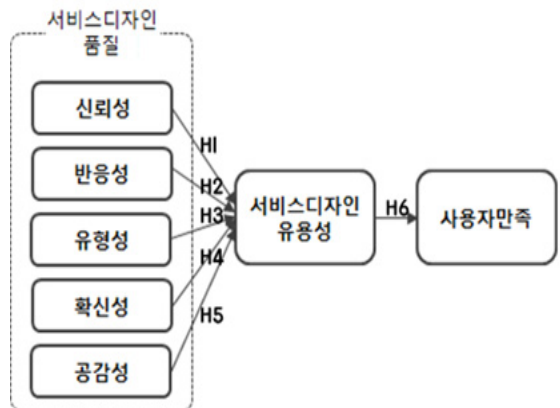 서비스디자인
품질
신뢰성
H1
반응성
H2
유형성
H3
확신성
H4
공감성
H5
서비스디자인
유용성
H6
사용자만족